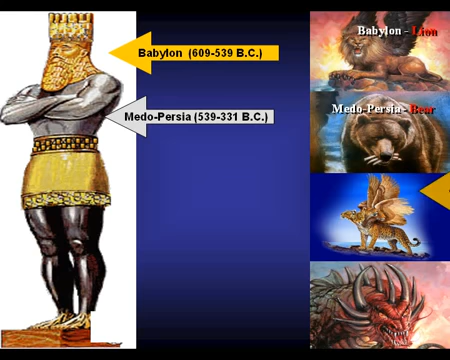 Babylon (609-539 B.C.)
Medo-Persia (539-331 B.C.)
Babylon - Lion
Medo-Persia - Bear